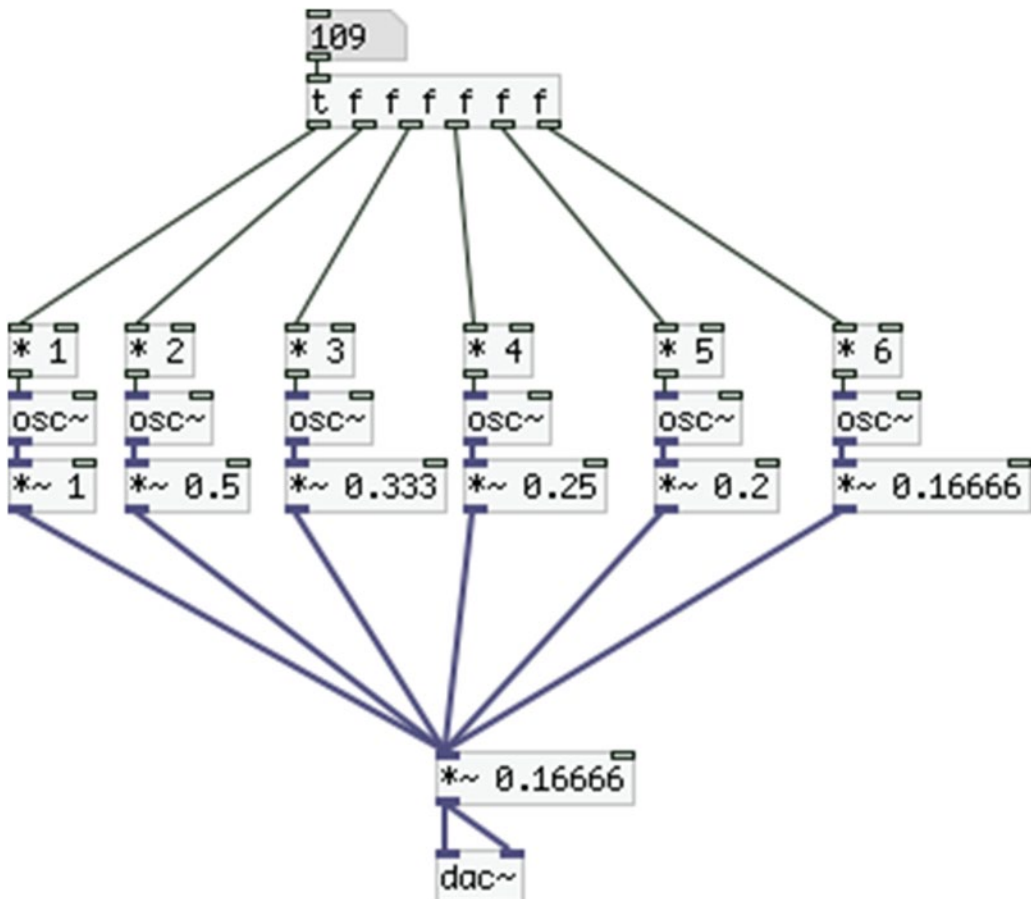 109
t f f f f f f
* 1 * 2 * 3 * 4 * 5 * 6
osc~ osc~ osc~ osc~ osc~ osc~
*~ 1 *~ 0.5 *~ 0.333 *~ 0.25 *~ 0.2 *~ 0.16666
*~ 0.16666
dac~